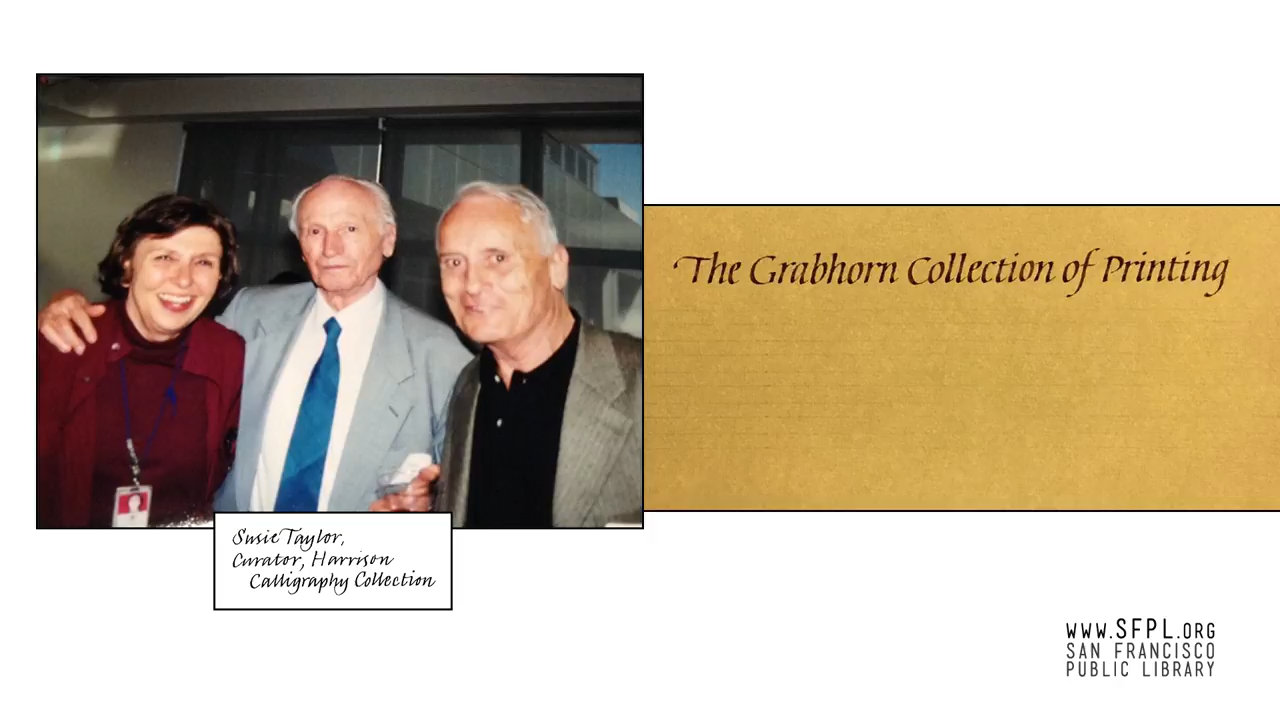 The Grabhorn Collection of Printing
Susie Taylor,
Curator, Harrison
Calligraphy Collection
WWW.SFPL.ORG
SAN FRANCISCO
PUBLIC LIBRARY